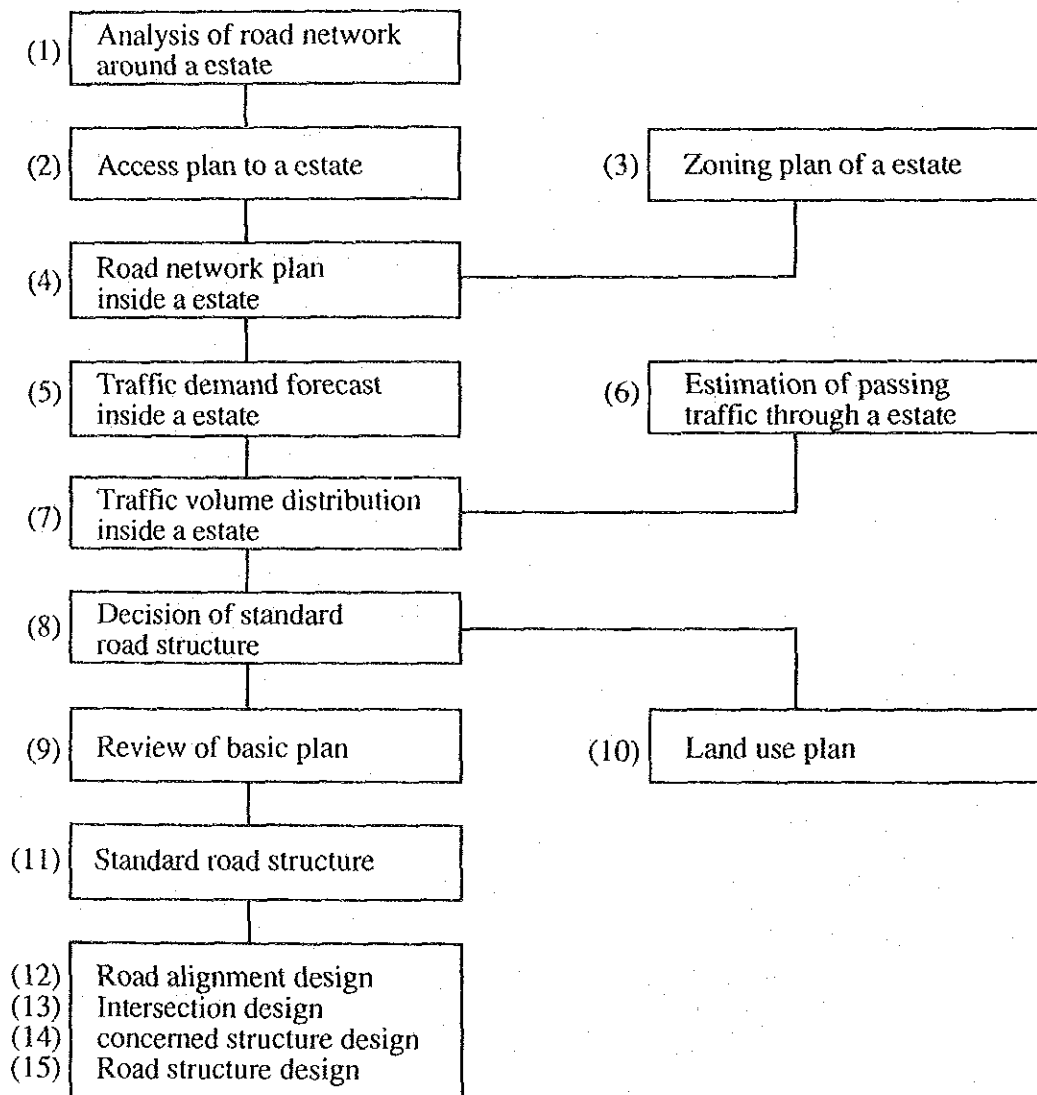 (1) Analysis of road network
around a estate
(2) Access plan to a estate
(3) Zoning plan of a estate
(4) Road network plan
inside a estate
(5) Traffic demand forecast
inside a estate
(6) Estimation of passing
traffic through a estate
(7) Traffic volume distribution
inside a estate
(8) Decision of standard
road structure
(9) Review of basic plan
(10) Land use plan
(11) Standard road structure
(12) Road alignment design
(13) Intersection design
(14) concerned structure design
(15) Road structure design